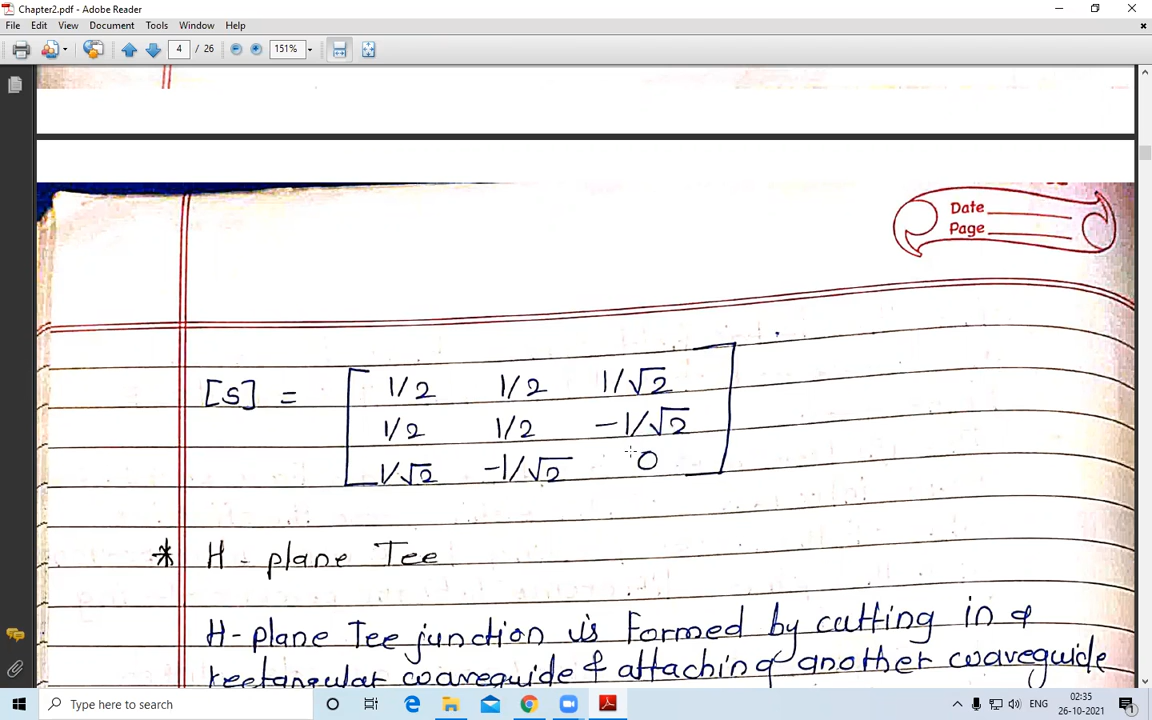 Chapter2.pdf - Adobe Reader
File Edit View Document Tools Window Help
4 / 26 151%
Date
Page
[S] = 1/2 1/2 1/√2
1/2 1/2 -1/√2
1/√2 -1/√2 0
* H-plane Tee
H-plane Tee junction is formed by cutting in a
rectangular waveguide & attaching another waveguide
Type here to search
ENG
02:35
26-10-2021
1